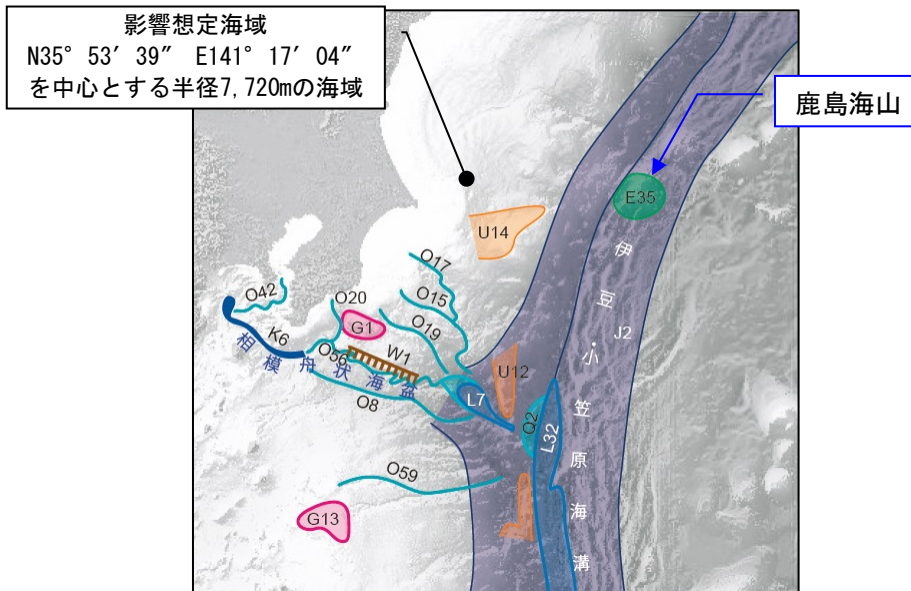 影響想定海域
N35° 53′ 39″ E141° 17′ 04″
を中心とする半径7,720mの海域
鹿島海山
E35
U14
伊豆・小笠原海溝
O17
O42
O20
O15
J2
G1
O19
K6
O56
W1
相模舟状海盆
U12
O8
L7
O2
L32
O59
G13